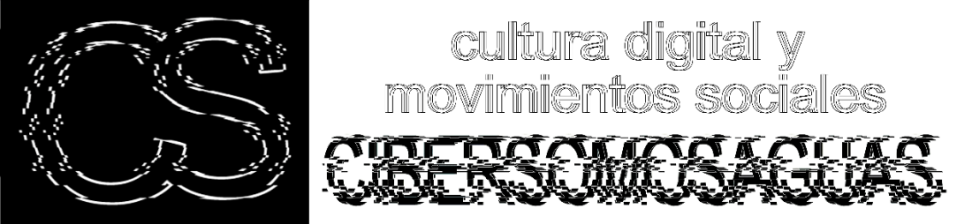 CS
cultura digital y
movimientos sociales
CIBERSOMOSAGUAS